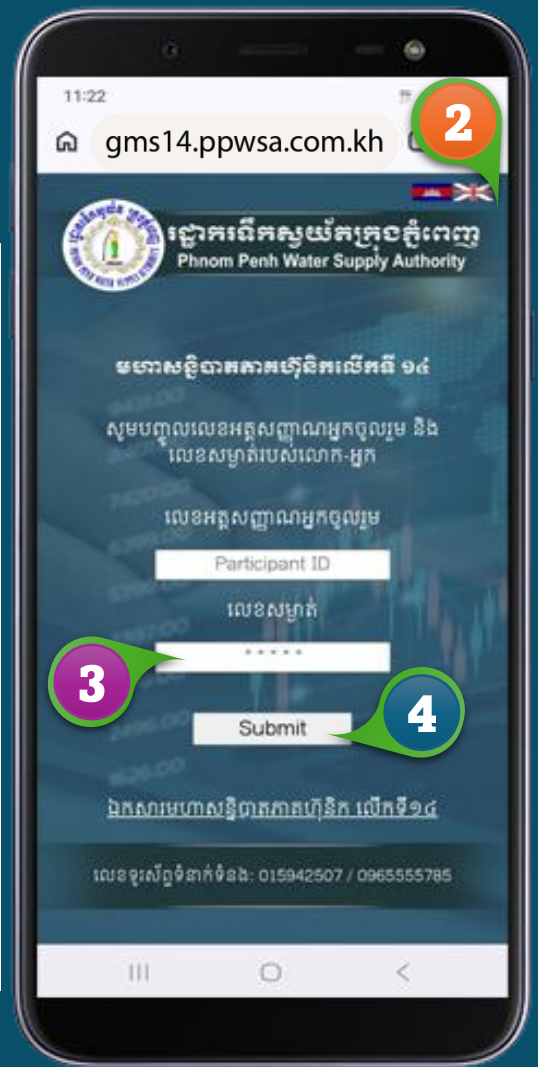 11:22
2
gms14.ppwsa.com.kh
រដ្ឋាករទឹកស្វយ័តក្រុងភ្នំពេញ
Phnom Penh Water Supply Authority
មហាសន្និបាតភាគហ៊ុនិកលើកទី ១៤
សូមបញ្ចូលលេខអត្តសញ្ញាណអ្នកចូលរួម និង
លេខសម្ងាត់របស់លោក-អ្នក
លេខអត្តសញ្ញាណអ្នកចូលរួម
Participant ID
លេខសម្ងាត់
*****
3
Submit
4
ឯកសារមហាសន្និបាតភាគហ៊ុនិក លើកទី១៤
លេខទូរស័ព្ទទំនាក់ទំនង: 015942507 / 0965555785